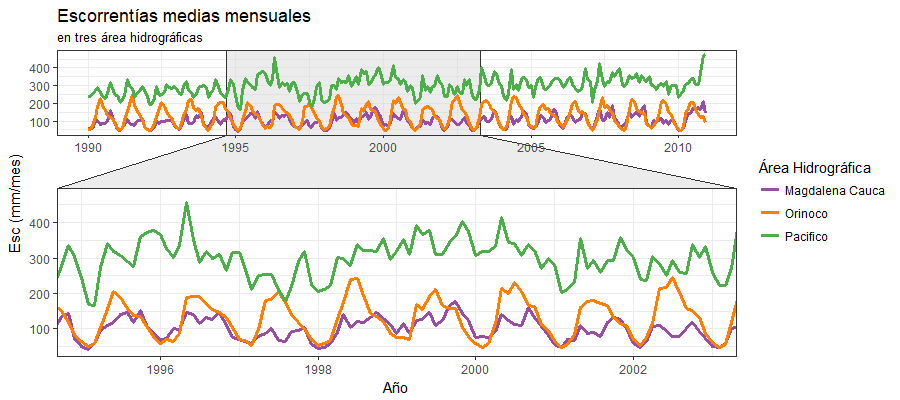 Escorrentías medias mensuales
en tres área hidrográficas
400
300
200
100
1990
1995
2000
2005
2010
Esc (mm/mes)
400
300
200
100
1996
1998
2000
2002
Año
Área Hidrográfica
Magdalena Cauca
Orinoco
Pacifico